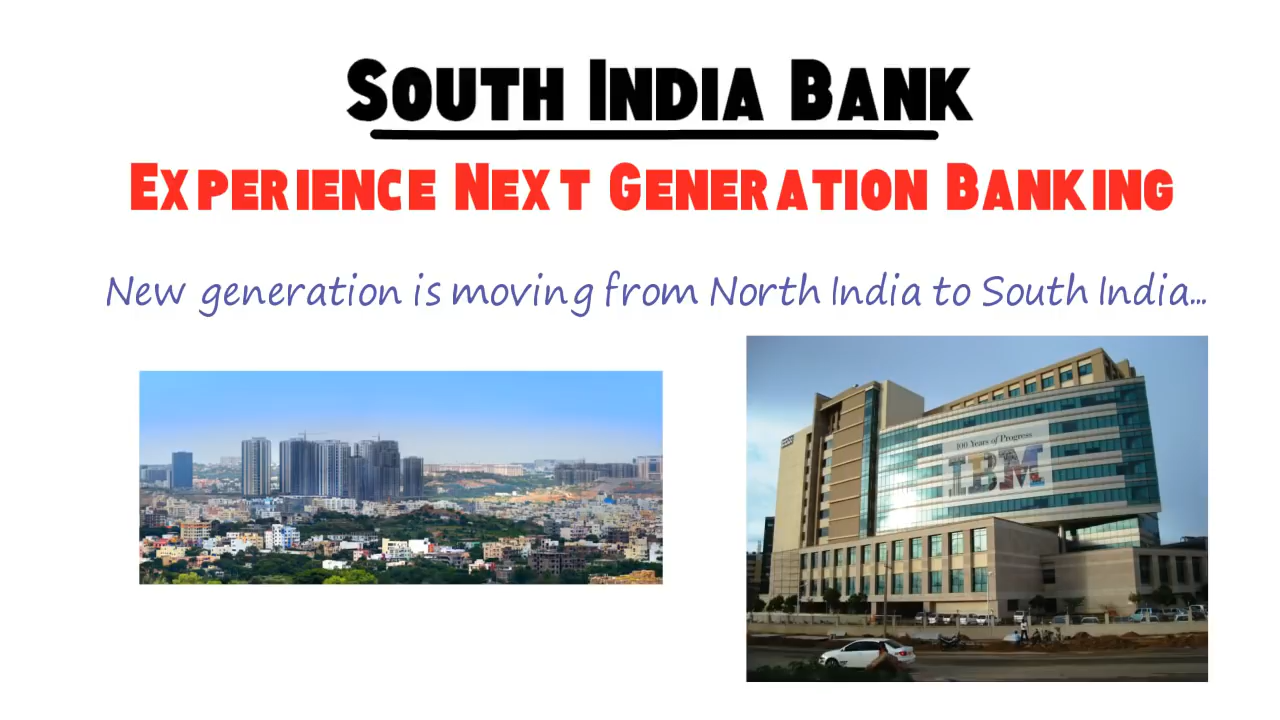 South India Bank
Experience Next Generation Banking
New generation is moving from North India to South India...
100 Years of Progress
IBM